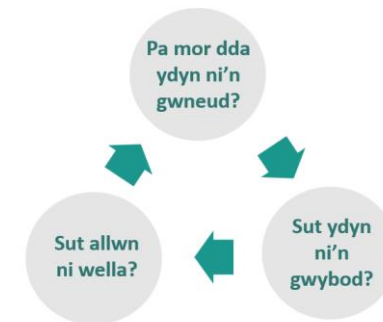 Pa mor dda
ydyn ni’n
gwneud?
Sut ydyn
ni’n
gwybod?
Sut allwn
ni wella?